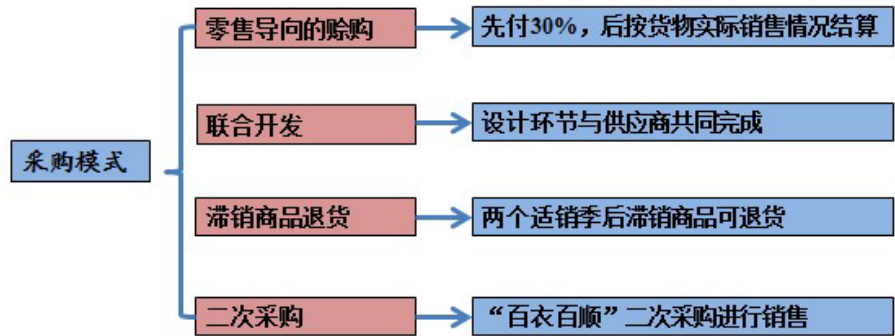 零售导向的赊购
先付30%，后按货物实际销售情况结算
联合开发
设计环节与供应商共同完成
采购模式
滞销商品退货
两个适销季后滞销商品可退货
二次采购
“百衣百顺”二次采购进行销售